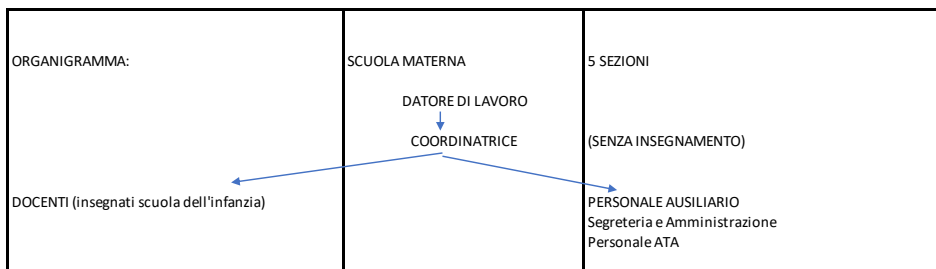 ORGANIGRAMMA:
SCUOLA MATERNA
5 SEZIONI
DATORE DI LAVORO
COORDINATRICE
(SENZA INSEGNAMENTO)
DOCENTI (insegnati scuola dell'infanzia)
PERSONALE AUSILIARIO
Segreteria e Amministrazione
Personale ATA